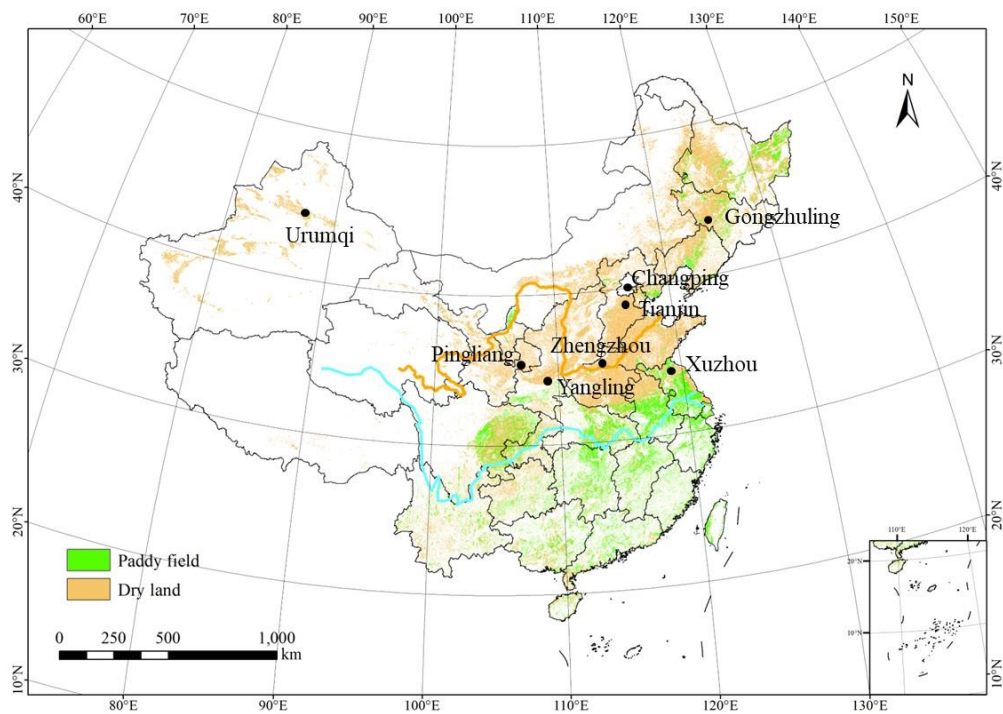 60°E 70°E 80°E 90°E 100°E 110°E 120°E 130°E 140°E 150°E
N
40°N
40°N
Urumqi
Gongzhuling
Changping
Tianjin
30°N
30°N
Pingliang
Zhengzhou
Xuzhou
Yangling
20°N
20°N
Paddy field
Dry land
0 250 500 1,000
km
110°E 120°E
20°N
10°N
10°N
10°N
80°E 90°E 100°E 110°E 120°E 130°E